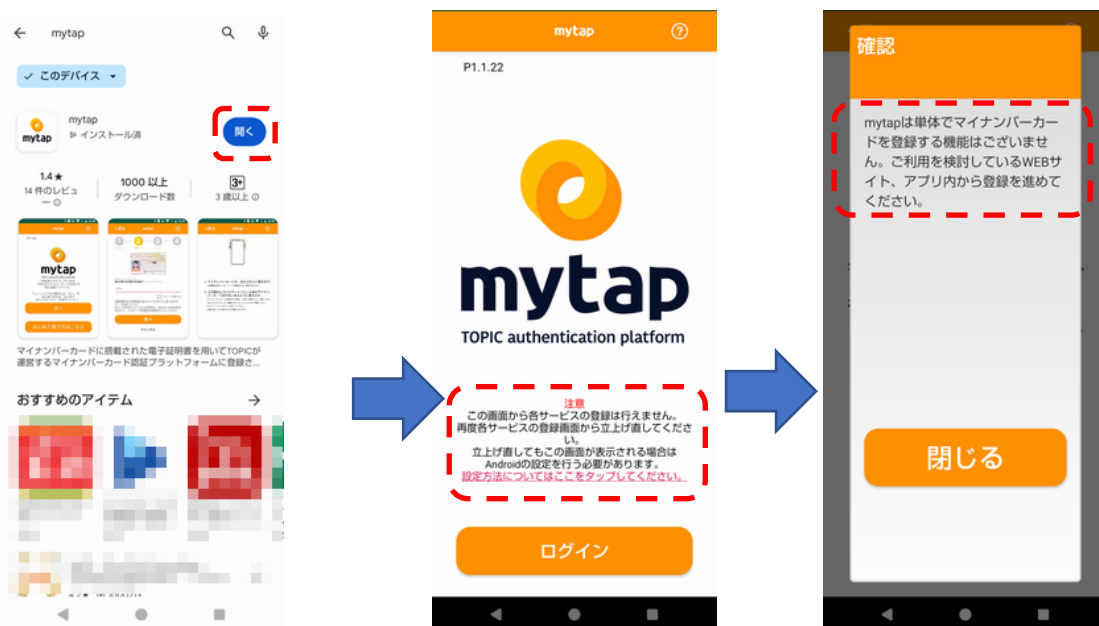 mytap
このデバイス
mytap
mytap
インストール済
開く
1.4★
14 件のレビュー
1000 以上
ダウンロード数
3+
3 歳以上
mytap
マイナンバーカードに搭載された電子証明書を用いてTOPICが
運営するマイナンバーカード認証プラットフォームに登録さ...
おすすめのアイテム
mytap
P1.1.22
mytap
TOPIC authentication platform
注意
この画面から各サービスの登録は行えません。
再度各サービスの登録画面から立上げ直してくださ
い。
立上げ直してもこの画面が表示される場合は
Androidの設定を行う必要があります。
設定方法についてはここをタップしてください。
ログイン
確認
mytapは単体でマイナンバーカー
ドを登録する機能はございませ
ん。ご利用を検討しているWEBサ
イト、アプリ内から登録を進めて
ください。
閉じる